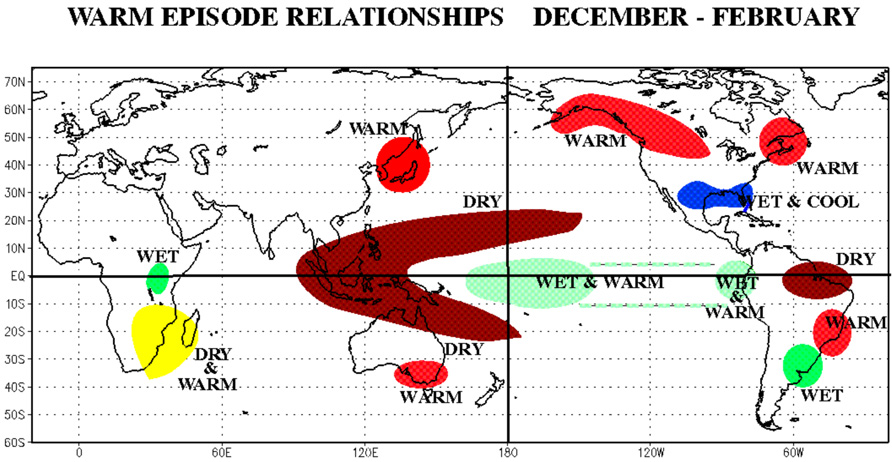 WARM EPISODE RELATIONSHIPS DECEMBER - FEBRUARY
70N
60N
50N
40N
30N
20N
10N
EQ
10S
20S
30S
40S
50S
60S
0
60E
120E
180
120W
60W
WARM
WARM
WARM
WET & COOL
DRY
WET
DRY
WET & WARM
WET
&
WARM
WARM
DRY
&
WARM
DRY
WARM
WET